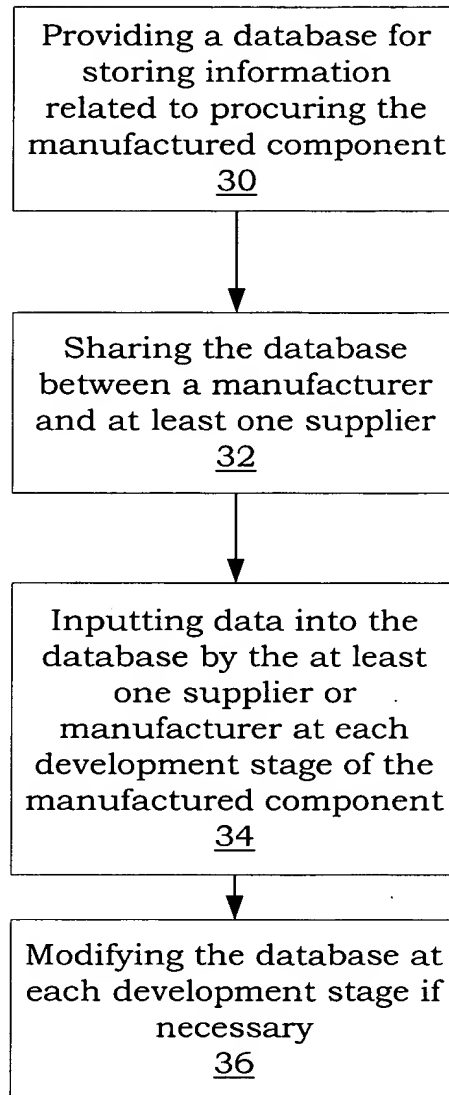 Providing a database for
storing information
related to procuring the
manufactured component
30
Sharing the database
between a manufacturer
and at least one supplier
32
Inputting data into the
database by the at least
one supplier or
manufacturer at each
development stage of the
manufactured component
34
Modifying the database at
each development stage if
necessary
36